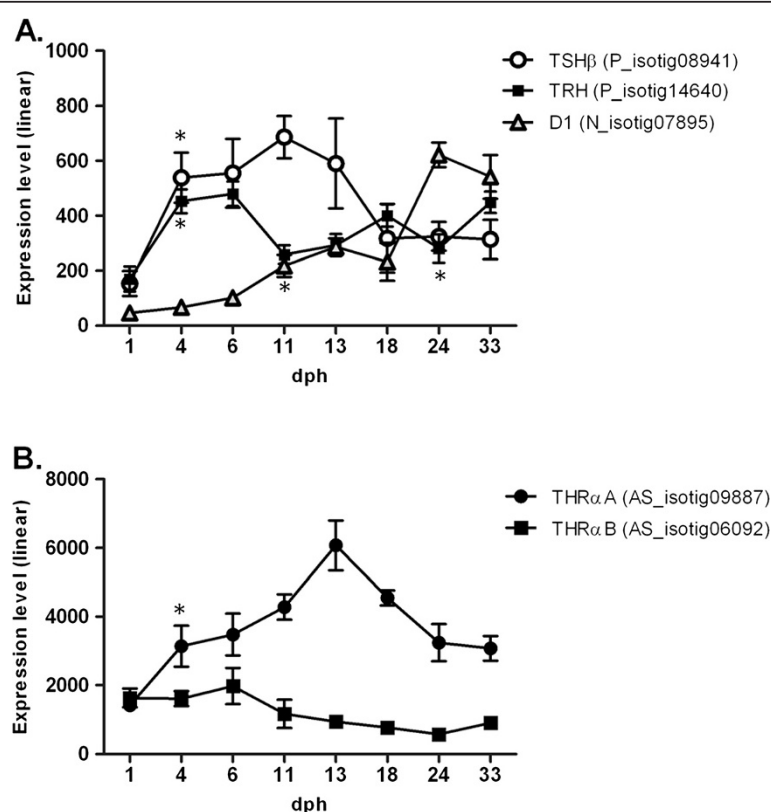 A.
1000
800
600
400
200
0
Expression level (linear)
*
*
*
*
1 4 6 11 13 18 24 33
dph
TSHβ (P_isotig08941)
TRH (P_isotig14640)
D1 (N_isotig07895)
B.
8000
6000
4000
2000
0
Expression level (linear)
*
1 4 6 11 13 18 24 33
dph
THRαA (AS_isotig09887)
THRαB (AS_isotig06092)